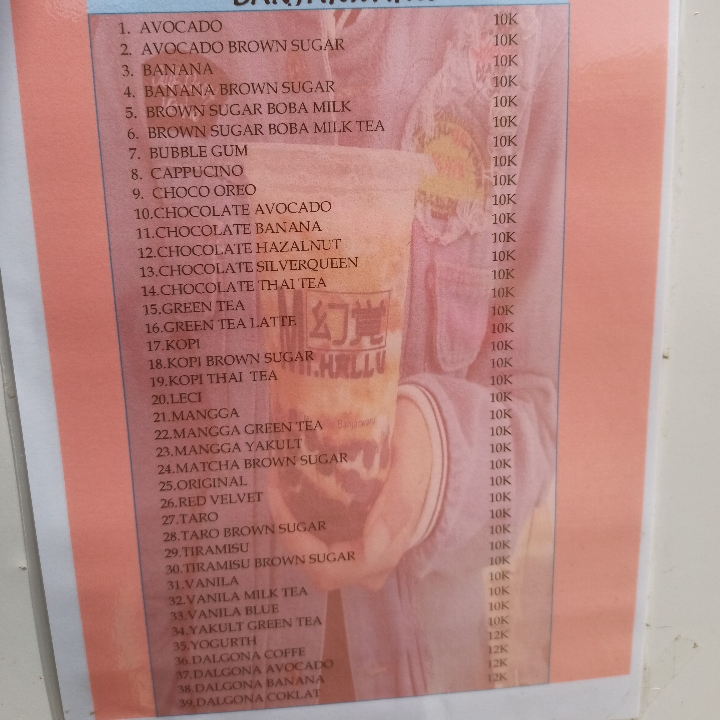 1. AVOCADO 10K
2. AVOCADO BROWN SUGAR 10K
3. BANANA 10K
4. BANANA BROWN SUGAR 10K
5. BROWN SUGAR BOBA MILK 10K
6. BROWN SUGAR BOBA MILK TEA 10K
7. BUBBLE GUM 10K
8. CAPPUCINO 10K
9. CHOCO OREO 10K
10.CHOCOLATE AVOCADO 10K
11.CHOCOLATE BANANA 10K
12.CHOCOLATE HAZALNUT 10K
13.CHOCOLATE SILVERQUEEN 10K
14.CHOCOLATE THAI TEA 10K
15.GREEN TEA 10K
16.GREEN TEA LATTE 10K
17.KOPI 10K
18.KOPI BROWN SUGAR 10K
19.KOPI THAI TEA 10K
20.LECI 10K
21.MANGGA 10K
22.MANGGA GREEN TEA 10K
23.MANGGA YAKULT 10K
24.MATCHA BROWN SUGAR 10K
25.ORIGINAL 10K
26.RED VELVET 10K
27.TARO 10K
28.TARO BROWN SUGAR 10K
29.TIRAMISU 10K
30.TIRAMISU BROWN SUGAR 10K
31.VANILA 10K
32.VANILA MILK TEA 10K
33.VANILA BLUE 10K
34.YAKULT GREEN TEA 10K
35.YOGURTH 10K
36.DALGONA COFFE 12K
37.DALGONA AVOCADO 12K
38.DALGONA BANANA 12K
39.DALGONA COKLAT 12K
幻觉
Mr.HALLU